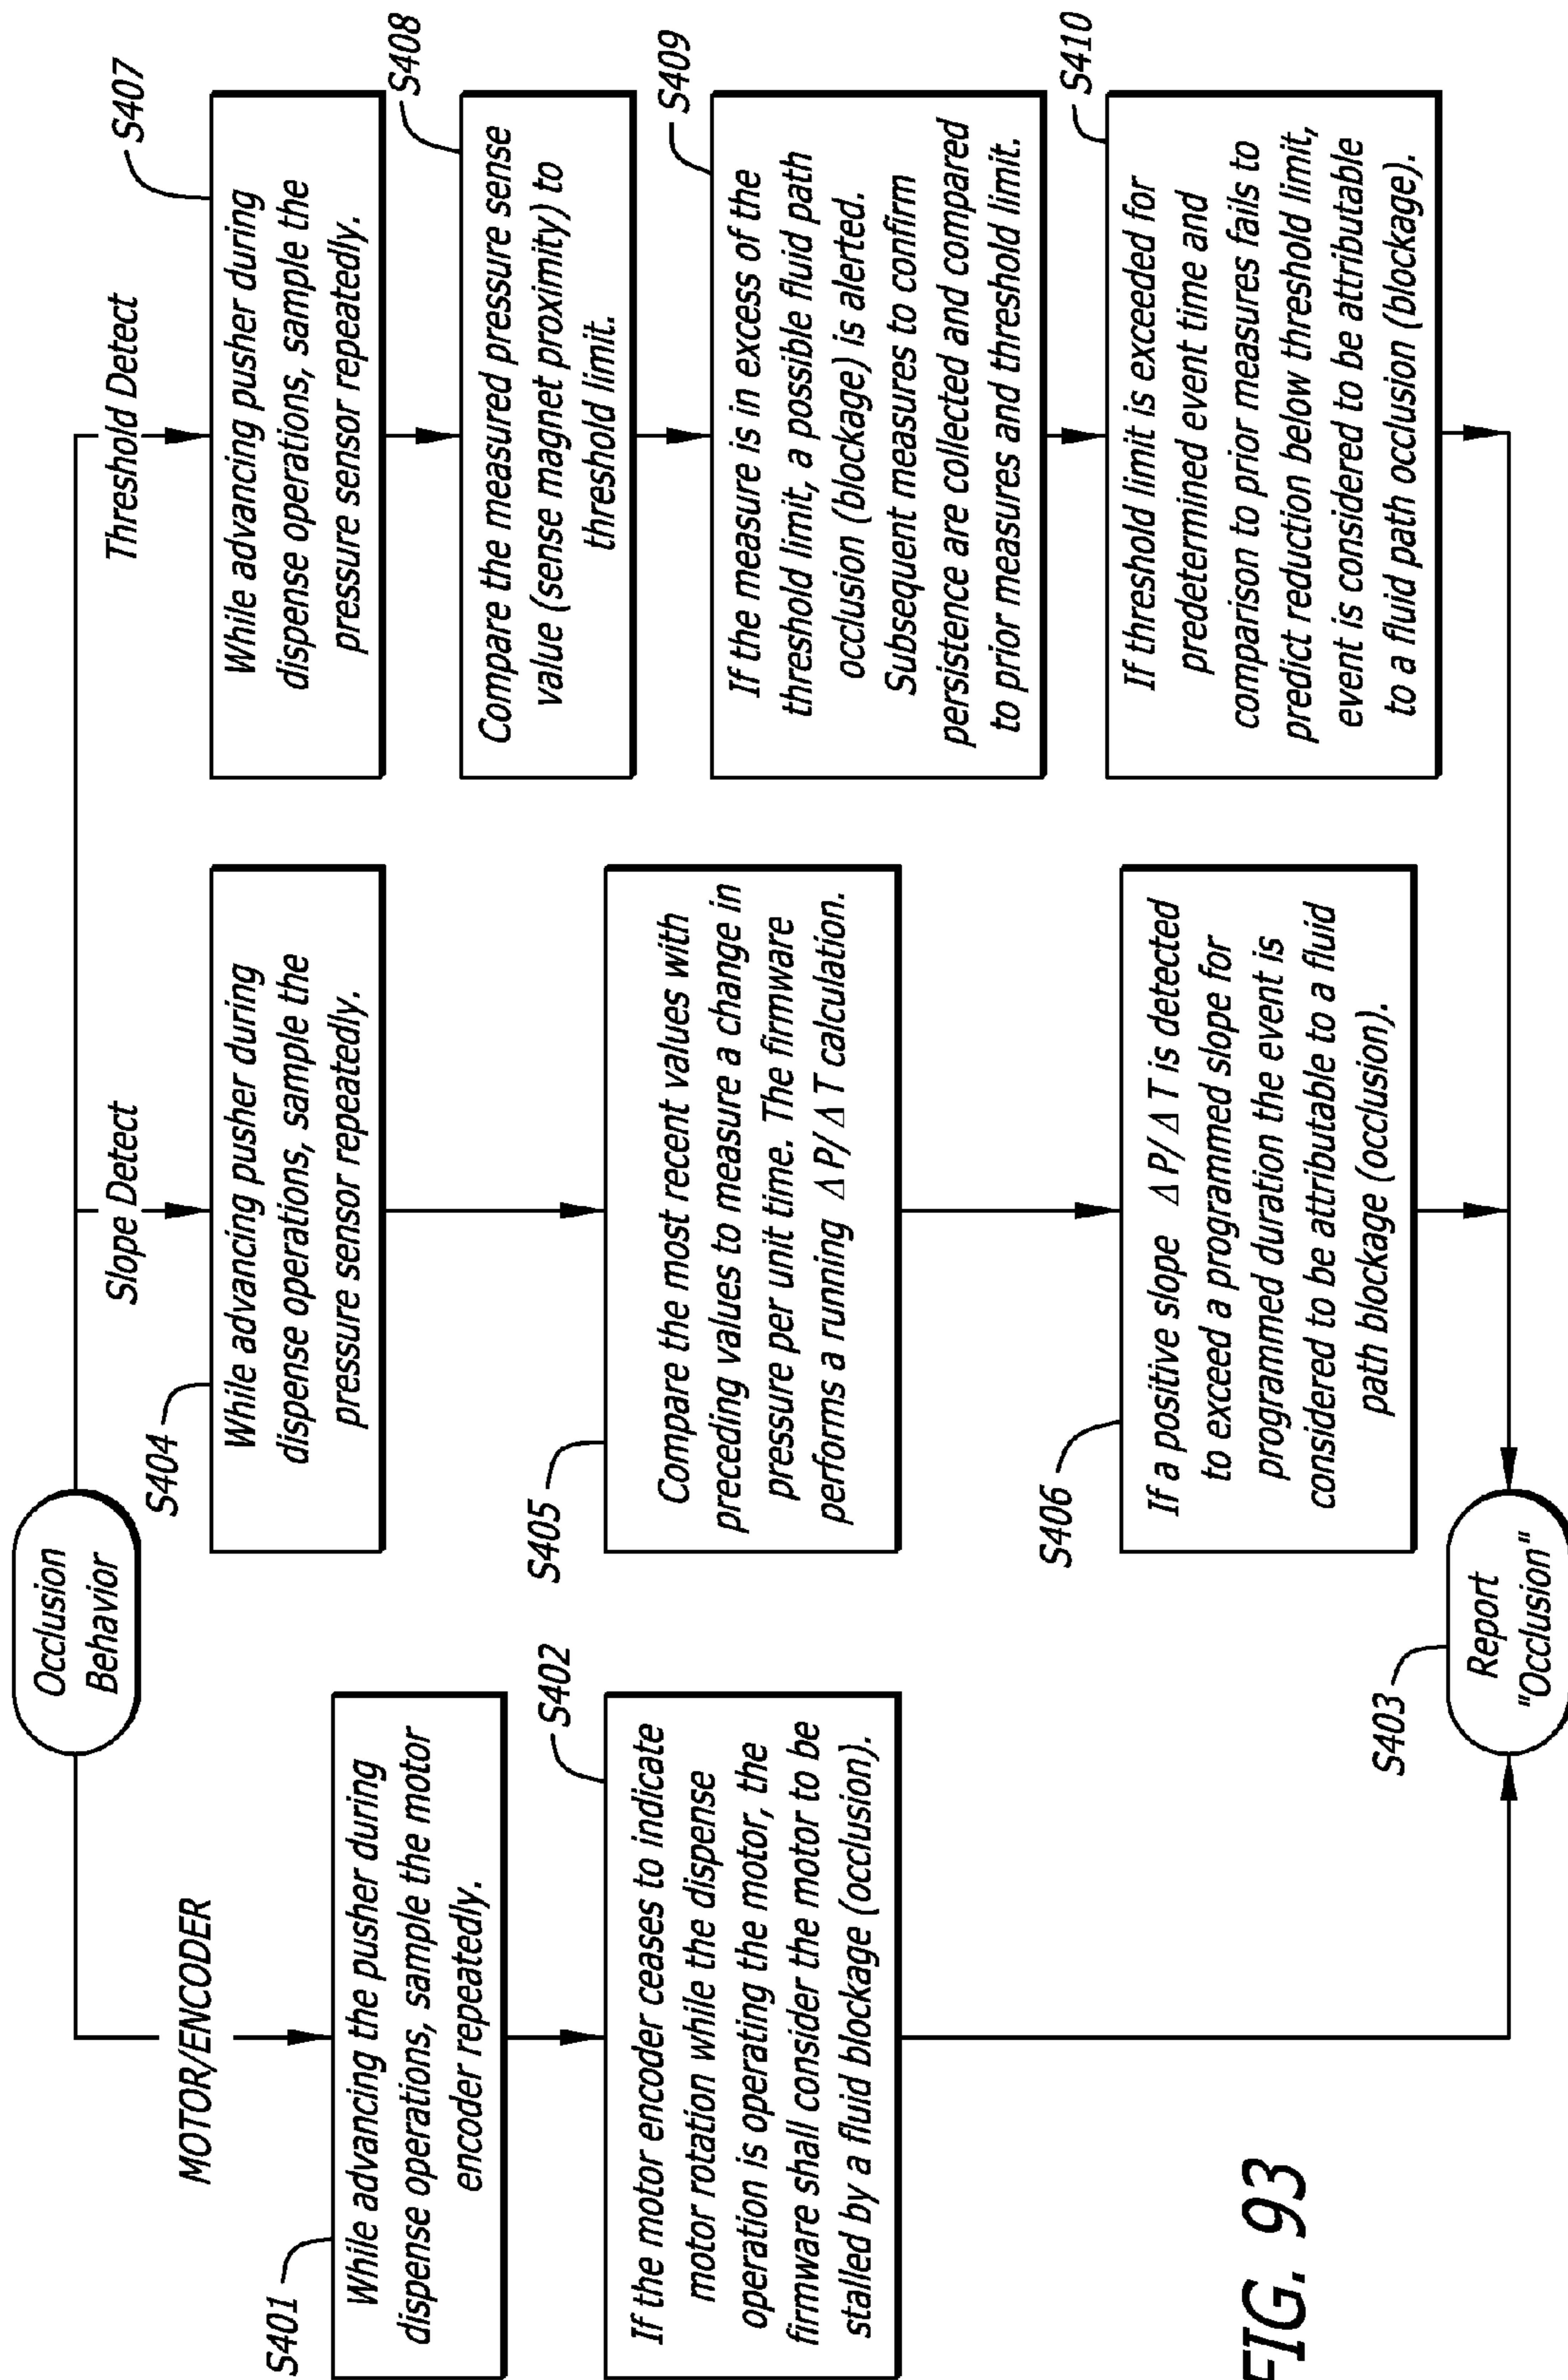 Occlusion
Behavior
MOTOR/ENCODER
S401
While advancing the pusher during
dispense operations, sample the motor
encoder repeatedly.
S402
If the motor encoder ceases to indicate
motor rotation while the dispense
operation is operating the motor, the
firmware shall consider the motor to be
stalled by a fluid blockage (occlusion).
Slope Detect
S404
While advancing pusher during
dispense operations, sample the
pressure sensor repeatedly.
S405
Compare the most recent values with
preceding values to measure a change in
pressure per unit time. The firmware
performs a running ΔP/ΔT calculation.
S406
If a positive slope ΔP/ΔT is detected
to exceed a programmed slope for
programmed duration the event is
considered to be attributable to a fluid
path blockage (occlusion).
Threshold Detect
S407
While advancing pusher during
dispense operations, sample the
pressure sensor repeatedly.
S408
Compare the measured pressure sense
value (sense magnet proximity) to
threshold limit.
S409
If the measure is in excess of the
threshold limit, a possible fluid path
occlusion (blockage) is alerted.
Subsequent measures to confirm
persistence are collected and compared
to prior measures and threshold limit.
S410
If threshold limit is exceeded for
predetermined event time and
comparison to prior measures fails to
predict reduction below threshold limit,
event is considered to be attributable
to a fluid path occlusion (blockage).
S403
Report
"Occlusion"
FIG. 93